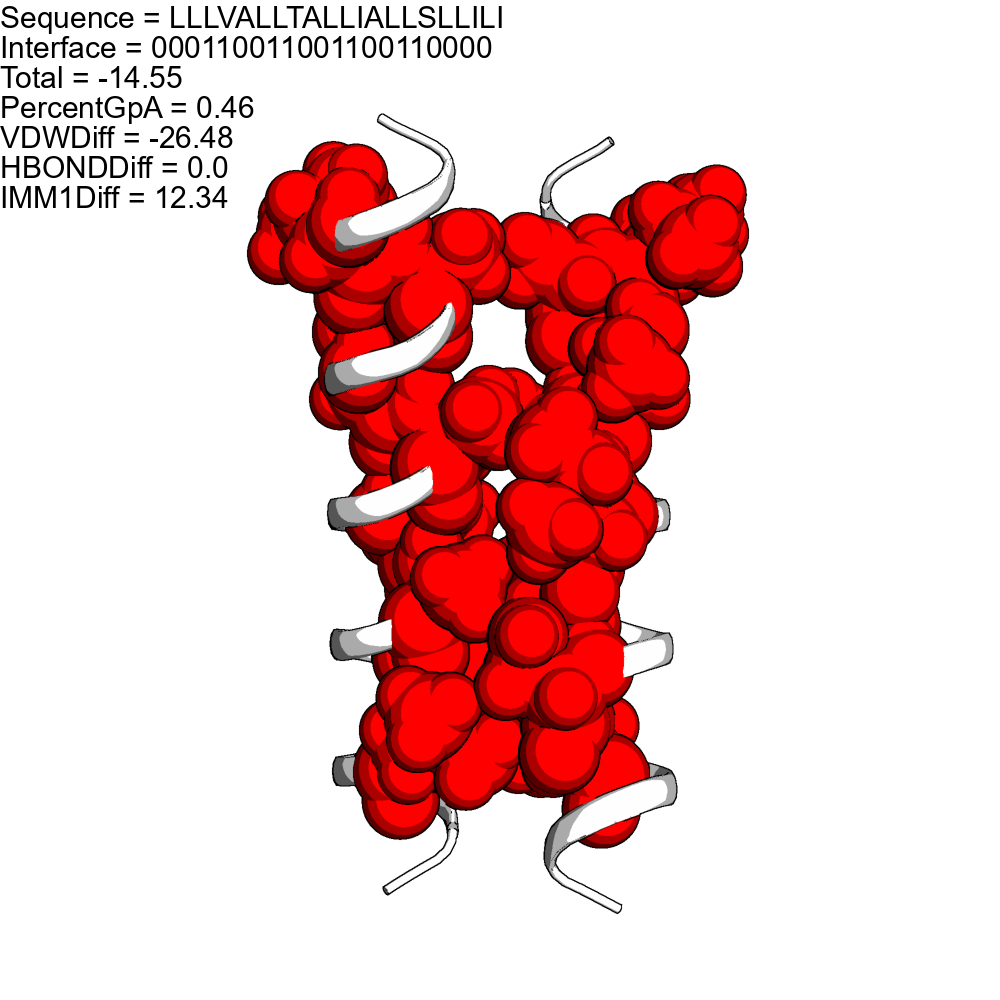 Sequence = LLLVALLTALLIALLSLLILI
Interface = 000110011001100110000
Total = -14.55
PercentGpA = 0.46
VDWDiff = -26.48
HBONDDiff = 0.0
IMM1Diff = 12.34